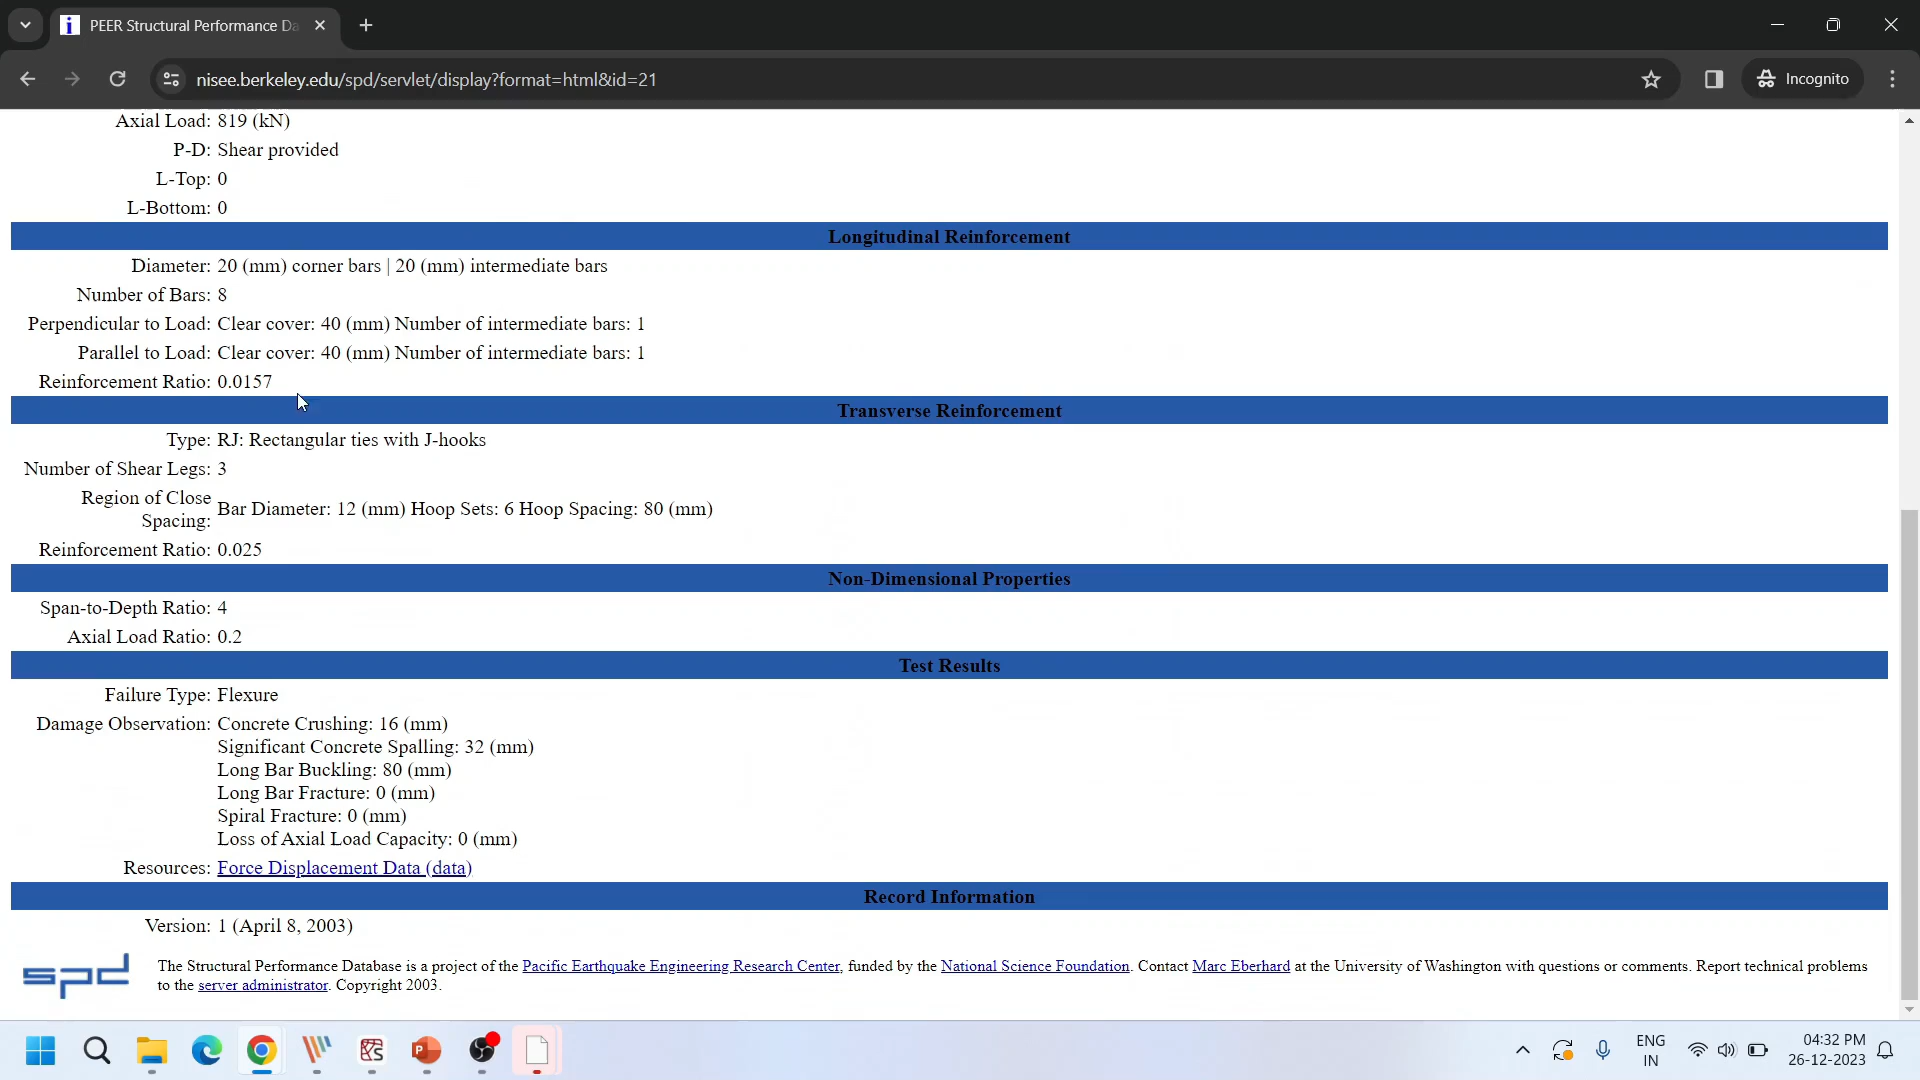 PEER Structural Performance Da
nisee.berkeley.edu/spd/servlet/display?format=html&id=21
Incognito
Axial Load: 819 (kN)
P-D: Shear provided
L-Top: 0
L-Bottom: 0
Longitudinal Reinforcement
Diameter: 20 (mm) corner bars | 20 (mm) intermediate bars
Number of Bars: 8
Perpendicular to Load: Clear cover: 40 (mm) Number of intermediate bars: 1
Parallel to Load: Clear cover: 40 (mm) Number of intermediate bars: 1
Reinforcement Ratio: 0.0157
Transverse Reinforcement
Type: RJ: Rectangular ties with J-hooks
Number of Shear Legs: 3
Region of Close
Spacing: Bar Diameter: 12 (mm) Hoop Sets: 6 Hoop Spacing: 80 (mm)
Reinforcement Ratio: 0.025
Non-Dimensional Properties
Span-to-Depth Ratio: 4
Axial Load Ratio: 0.2
Test Results
Failure Type: Flexure
Damage Observation: Concrete Crushing: 16 (mm)
Significant Concrete Spalling: 32 (mm)
Long Bar Buckling: 80 (mm)
Long Bar Fracture: 0 (mm)
Spiral Fracture: 0 (mm)
Loss of Axial Load Capacity: 0 (mm)
Resources: Force Displacement Data (data)
Record Information
Version: 1 (April 8, 2003)
spd
The Structural Performance Database is a project of the Pacific Earthquake Engineering Research Center, funded by the National Science Foundation. Contact Marc Eberhard at the University of Washington with questions or comments. Report technical problems
to the server administrator. Copyright 2003.
ENG
IN
04:32 PM
26-12-2023